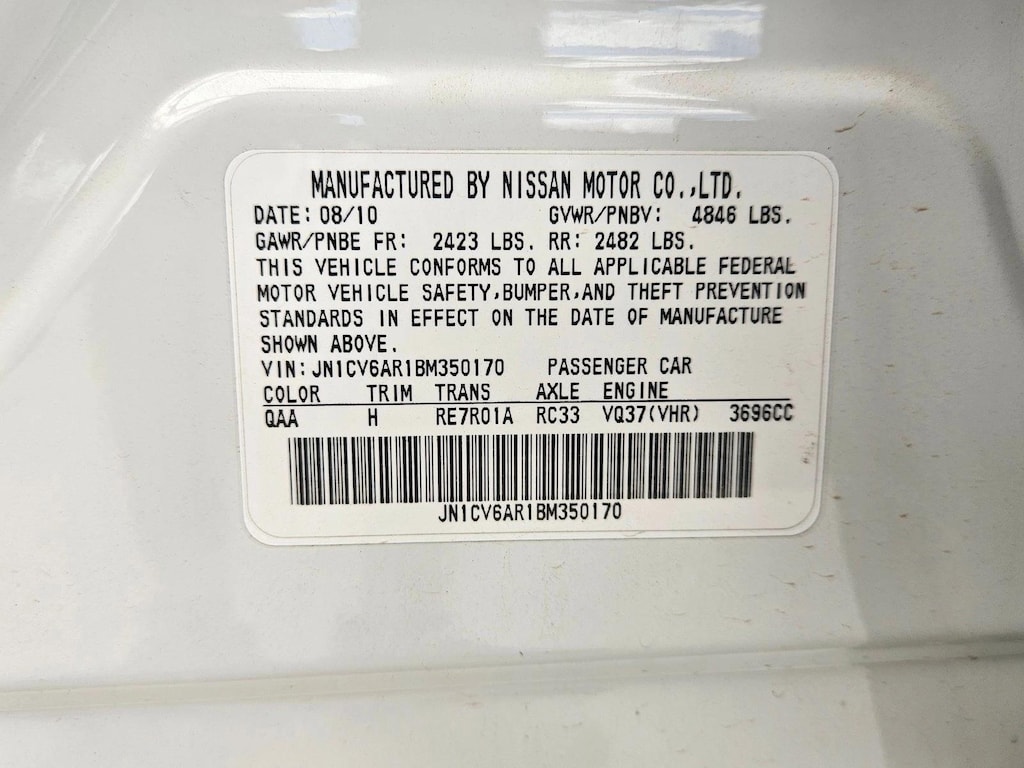 MANUFACTURED BY NISSAN MOTOR CO.,LTD.
DATE: 08/10 GVWR/PNBV: 4846 LBS.
GAWR/PNBE FR: 2423 LBS. RR: 2482 LBS.
THIS VEHICLE CONFORMS TO ALL APPLICABLE FEDERAL
MOTOR VEHICLE SAFETY,BUMPER,AND THEFT PREVENTION
STANDARDS IN EFFECT ON THE DATE OF MANUFACTURE
SHOWN ABOVE.
VIN: JN1CV6AR1BM350170 PASSENGER CAR
COLOR TRIM TRANS AXLE ENGINE
QAA H RE7R01A RC33 VQ37(VHR) 3696CC
JN1CV6AR1BM350170